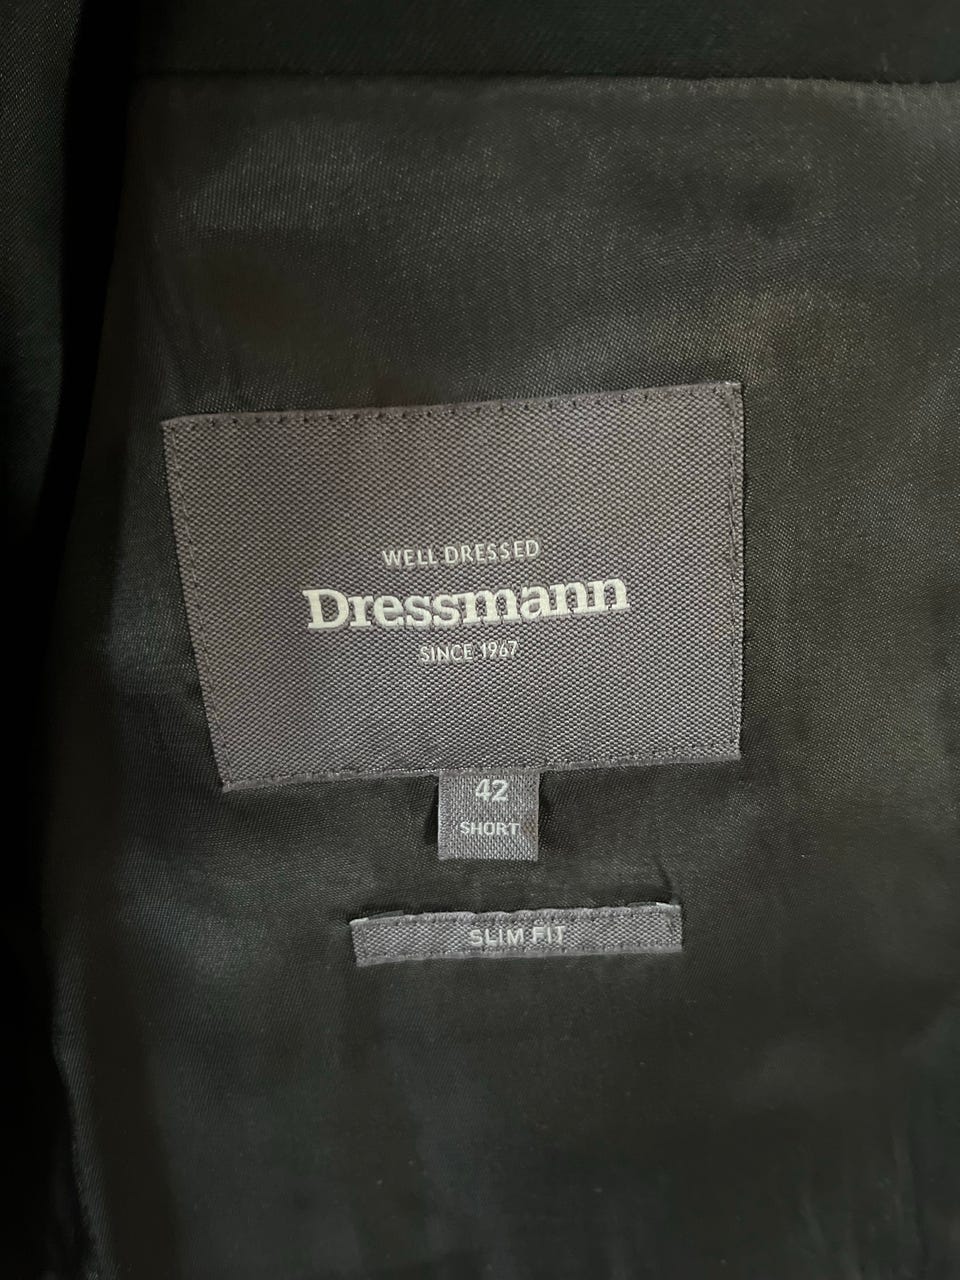 WELL DRESSED
Dressmann
SINCE 1967
42
SHORT
SLIM FIT